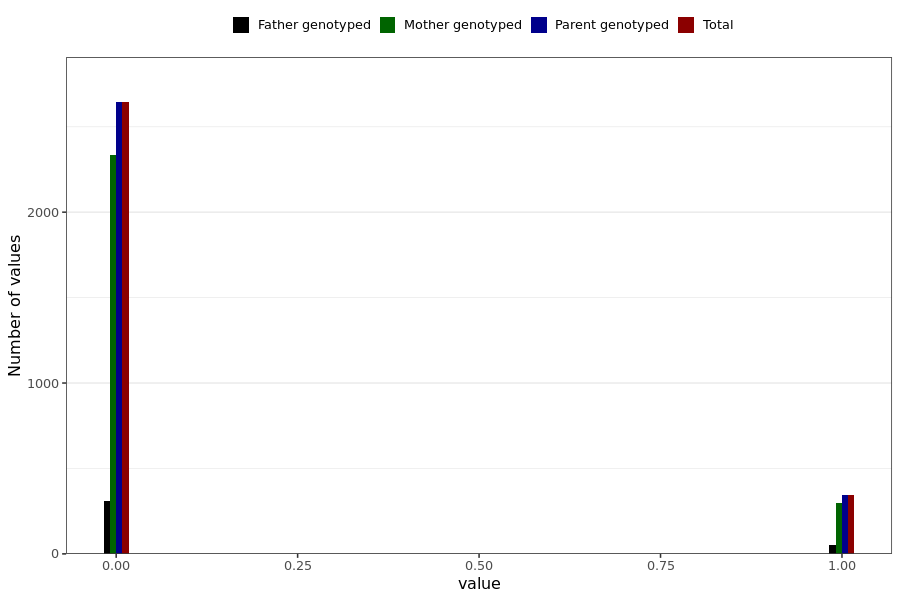 Father genotyped Mother genotyped Parent genotyped Total
Number of values
2000
1000
0
0.00 0.25 0.50 0.75 1.00
value